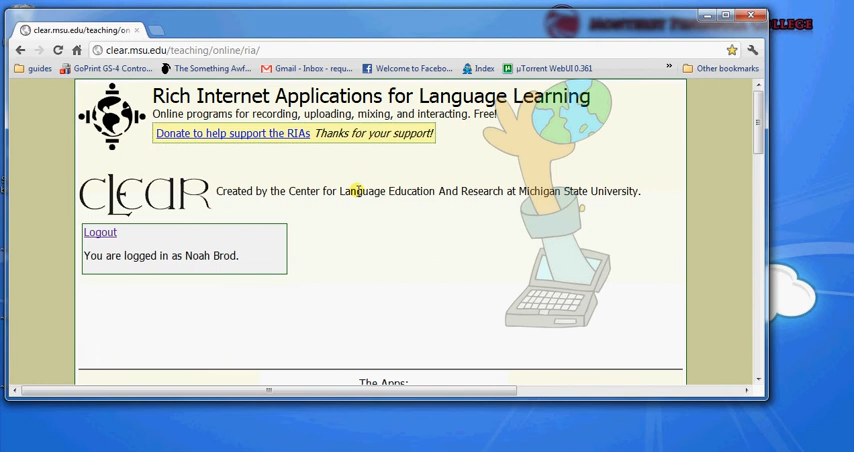 clear.msu.edu/teaching/on
clear.msu.edu/teaching/online/ria/
guides
GoPrint GS-4 Contro...
The Something Awf...
Gmail - Inbox - requ...
Welcome to Facebo...
Index
µTorrent WebUI 0.361
»
Other bookmarks
Rich Internet Applications for Language Learning
Online programs for recording, uploading, mixing, and interacting. Free!
Donate to help support the RIAs Thanks for your support!
CLEAR Created by the Center for Language Education And Research at Michigan State University.
Logout
You are logged in as Noah Brod.
The Apps: